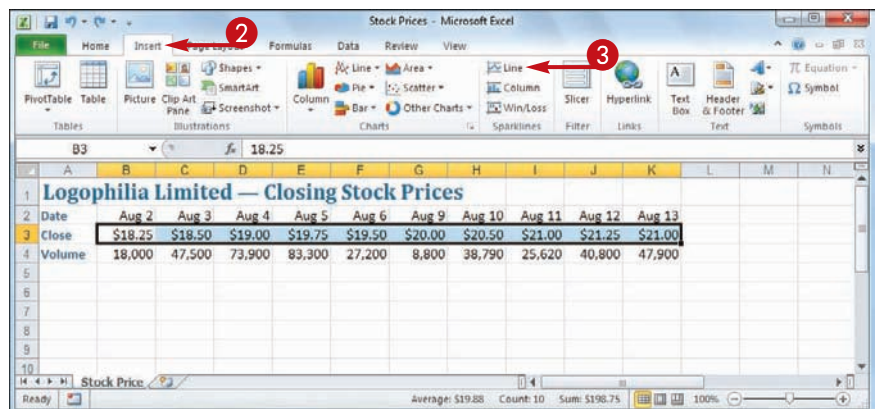 Stock Prices - Microsoft Excel
2
File Home Insert Page Layout Formulas Data Review View
3
PivotTable Table Picture Clip Art Pane Shapes SmartArt Screenshot Column Line Pie Bar Area Scatter Other Charts Line Column Win/Loss Slicer Hyperlink Text Box Header & Footer Equation Symbol
Tables Illustrations Charts Sparklines Filter Links Text Symbols
B3 fx 18.25
A B C D E F G H I J K L M N
1 Logophilia Limited — Closing Stock Prices
2 Date Aug 2 Aug 3 Aug 4 Aug 5 Aug 6 Aug 9 Aug 10 Aug 11 Aug 12 Aug 13
3 Close $18.25 $18.50 $19.00 $19.75 $19.50 $20.00 $20.50 $21.00 $21.25 $21.00
4 Volume 18,000 47,500 73,900 83,300 27,200 8,800 38,790 25,620 40,800 47,900
5
6
7
8
9
10
Stock Price
Ready Average: $19.88 Count: 10 Sum: $198.75 100%